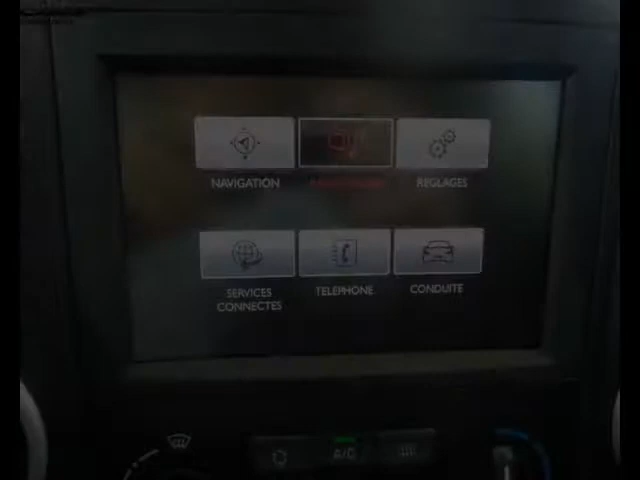 NAVIGATION
REGLAGES
SERVICES
CONNECTES
TELEPHONE
CONDUITE
A/C